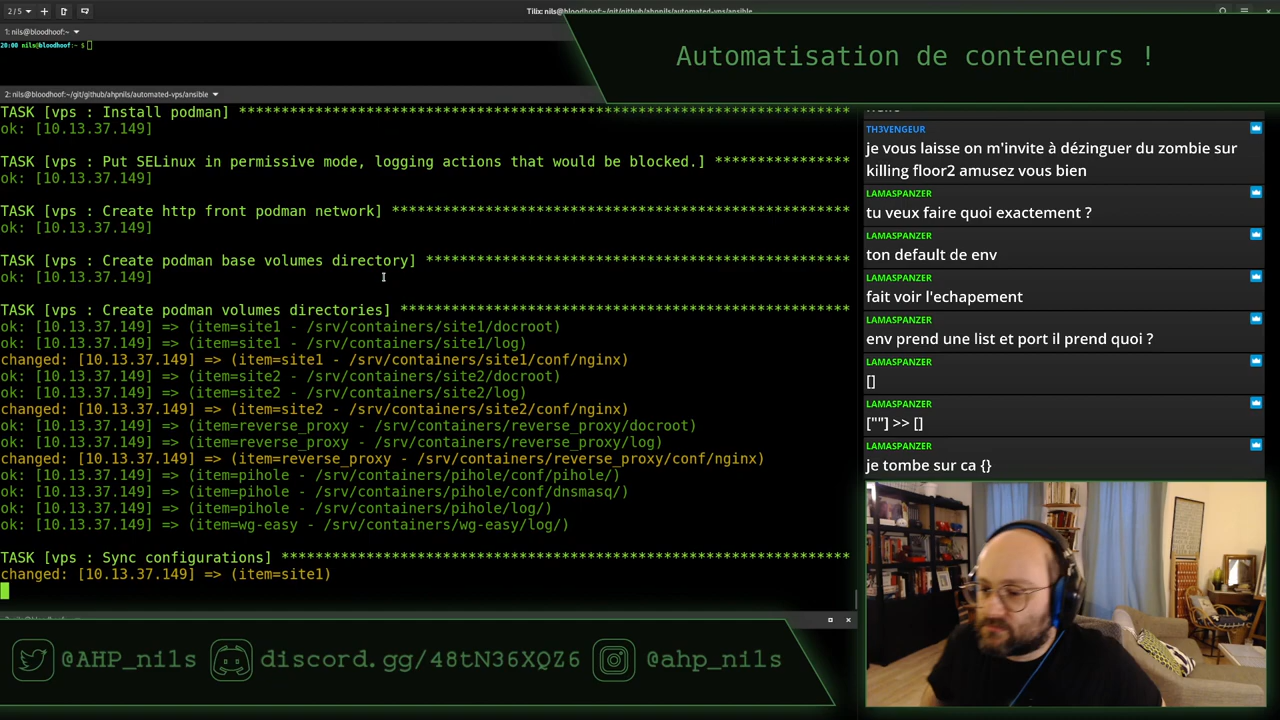 2/5
Tilix: nils@bloodhoof:~/git/github/ahpnils/automated-vps/ansible
1: nils@bloodhoof:~
20:00 nils@bloodhoof:~ $
Automatisation de conteneurs !
2: nils@bloodhoof:~/git/github/ahpnils/automated-vps/ansible
TASK [vps : Install podman] ************************************************************************
ok: [10.13.37.149]
TASK [vps : Put SELinux in permissive mode, logging actions that would be blocked.] ****************
ok: [10.13.37.149]
TASK [vps : Create http front podman network] ******************************************************
ok: [10.13.37.149]
TASK [vps : Create podman base volumes directory] **************************************************
ok: [10.13.37.149]
TASK [vps : Create podman volumes directories] *****************************************************
ok: [10.13.37.149] => (item=site1 - /srv/containers/site1/docroot)
ok: [10.13.37.149] => (item=site1 - /srv/containers/site1/log)
changed: [10.13.37.149] => (item=site1 - /srv/containers/site1/conf/nginx)
ok: [10.13.37.149] => (item=site2 - /srv/containers/site2/docroot)
ok: [10.13.37.149] => (item=site2 - /srv/containers/site2/log)
changed: [10.13.37.149] => (item=site2 - /srv/containers/site2/conf/nginx)
ok: [10.13.37.149] => (item=reverse_proxy - /srv/containers/reverse_proxy/docroot)
ok: [10.13.37.149] => (item=reverse_proxy - /srv/containers/reverse_proxy/log)
changed: [10.13.37.149] => (item=reverse_proxy - /srv/containers/reverse_proxy/conf/nginx)
ok: [10.13.37.149] => (item=pihole - /srv/containers/pihole/conf/pihole/)
ok: [10.13.37.149] => (item=pihole - /srv/containers/pihole/conf/dnsmasq/)
ok: [10.13.37.149] => (item=pihole - /srv/containers/pihole/log/)
ok: [10.13.37.149] => (item=wg-easy - /srv/containers/wg-easy/log/)
TASK [vps : Sync configurations] *******************************************************************
changed: [10.13.37.149] => (item=site1)
TH3VENGEUR
je vous laisse on m'invite à dézinguer du zombie sur
killing floor2 amusez vous bien
LAMASPANZER
tu veux faire quoi exactement ?
LAMASPANZER
ton default de env
LAMASPANZER
fait voir l'echapement
LAMASPANZER
env prend une list et port il prend quoi ?
LAMASPANZER
[]
LAMASPANZER
[""] >> []
LAMASPANZER
je tombe sur ca {}
@AHP_nils
discord.gg/48tN36XQZ6
@ahp_nils